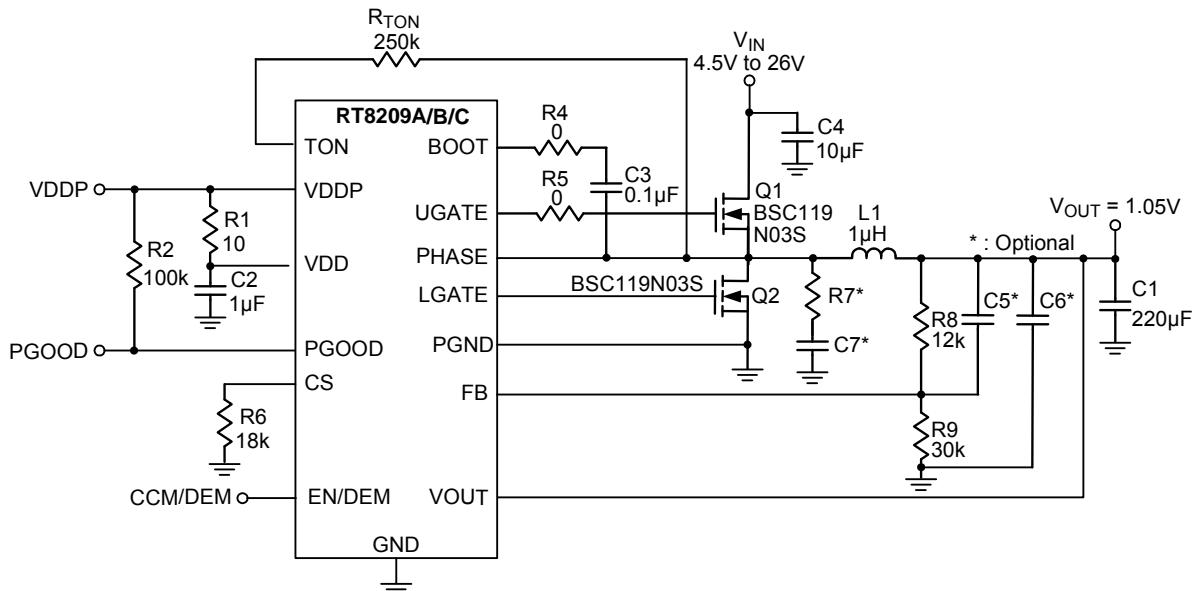 R_TON
250k
V_IN
4.5V to 26V
RT8209A/B/C
TON
BOOT
R4
0
C4
10µF
VDDP
VDDP
R5
0
C3
0.1µF
Q1
BSC119
N03S
L1
1µH
V_OUT = 1.05V
* : Optional
R1
10
UGATE
R2
100k
VDD
PHASE
C2
1µF
LGATE
BSC119N03S
Q2
R7*
C7*
R8
12k
C5*
C6*
C1
220µF
PGOOD
PGOOD
PGND
CS
FB
R6
18k
R9
30k
CCM/DEM
EN/DEM
VOUT
GND